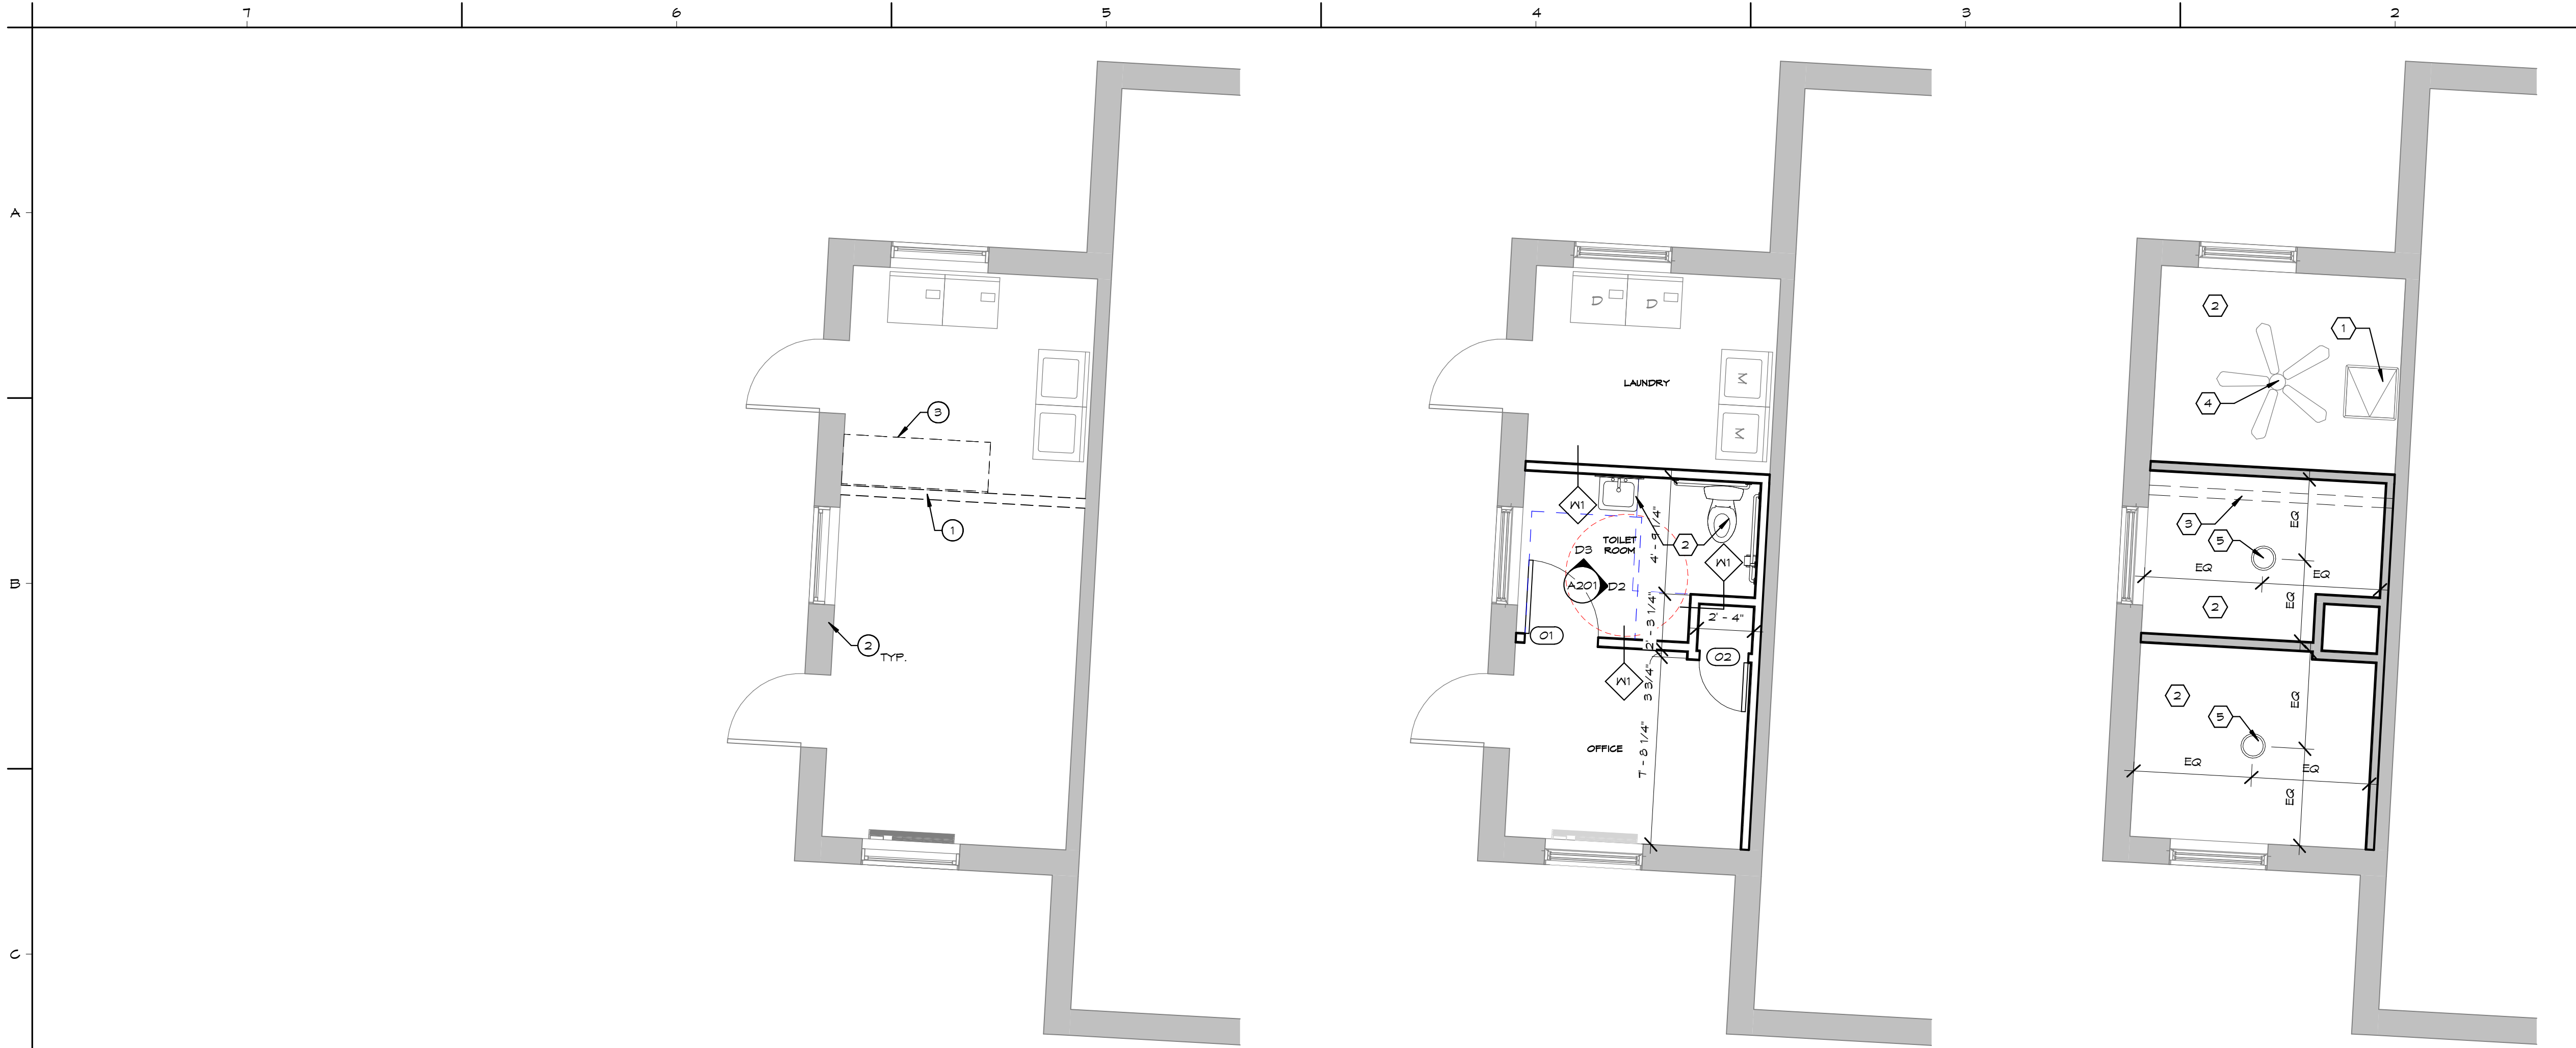 7
6
5
4
3
2
A
B
C
3
1
2
TYP.
D
D
LAUNDRY
M
M
W1
TOILET
ROOM
D3
A201
D2
2
W1
4' - 9 1/4"
2' - 3 1/4"
2' - 4"
01
02
W1
3 3/4"
7' - 8 1/4"
OFFICE
2
1
4
3
EQ
5
EQ
EQ
EQ
2
2
EQ
5
EQ
EQ
EQ